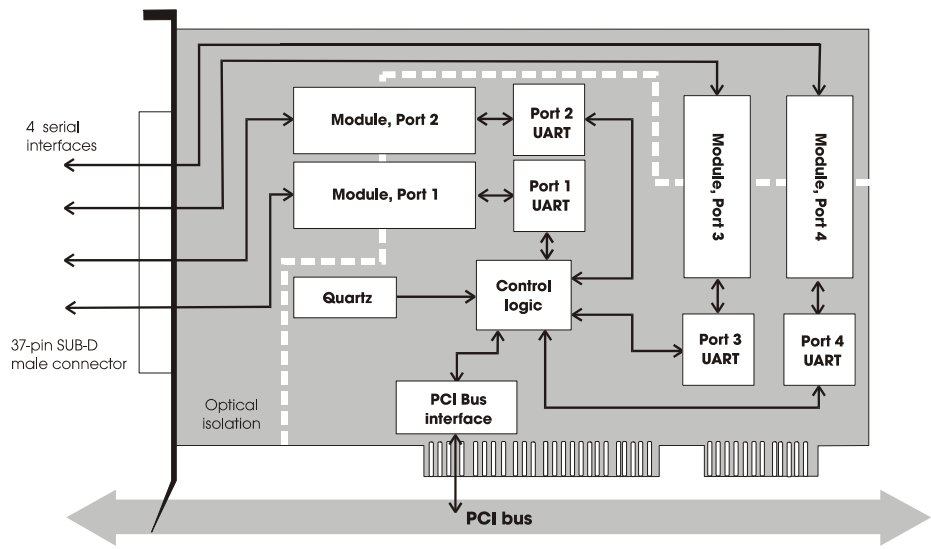 4 serial
interfaces
Module, Port 2
Port 2
UART
Module, Port 1
Port 1
UART
Module, Port 3
Module, Port 4
Quartz
Control
logic
37-pin SUB-D
male connector
Port 3
UART
Port 4
UART
PCI Bus
interface
Optical
isolation
PCI bus